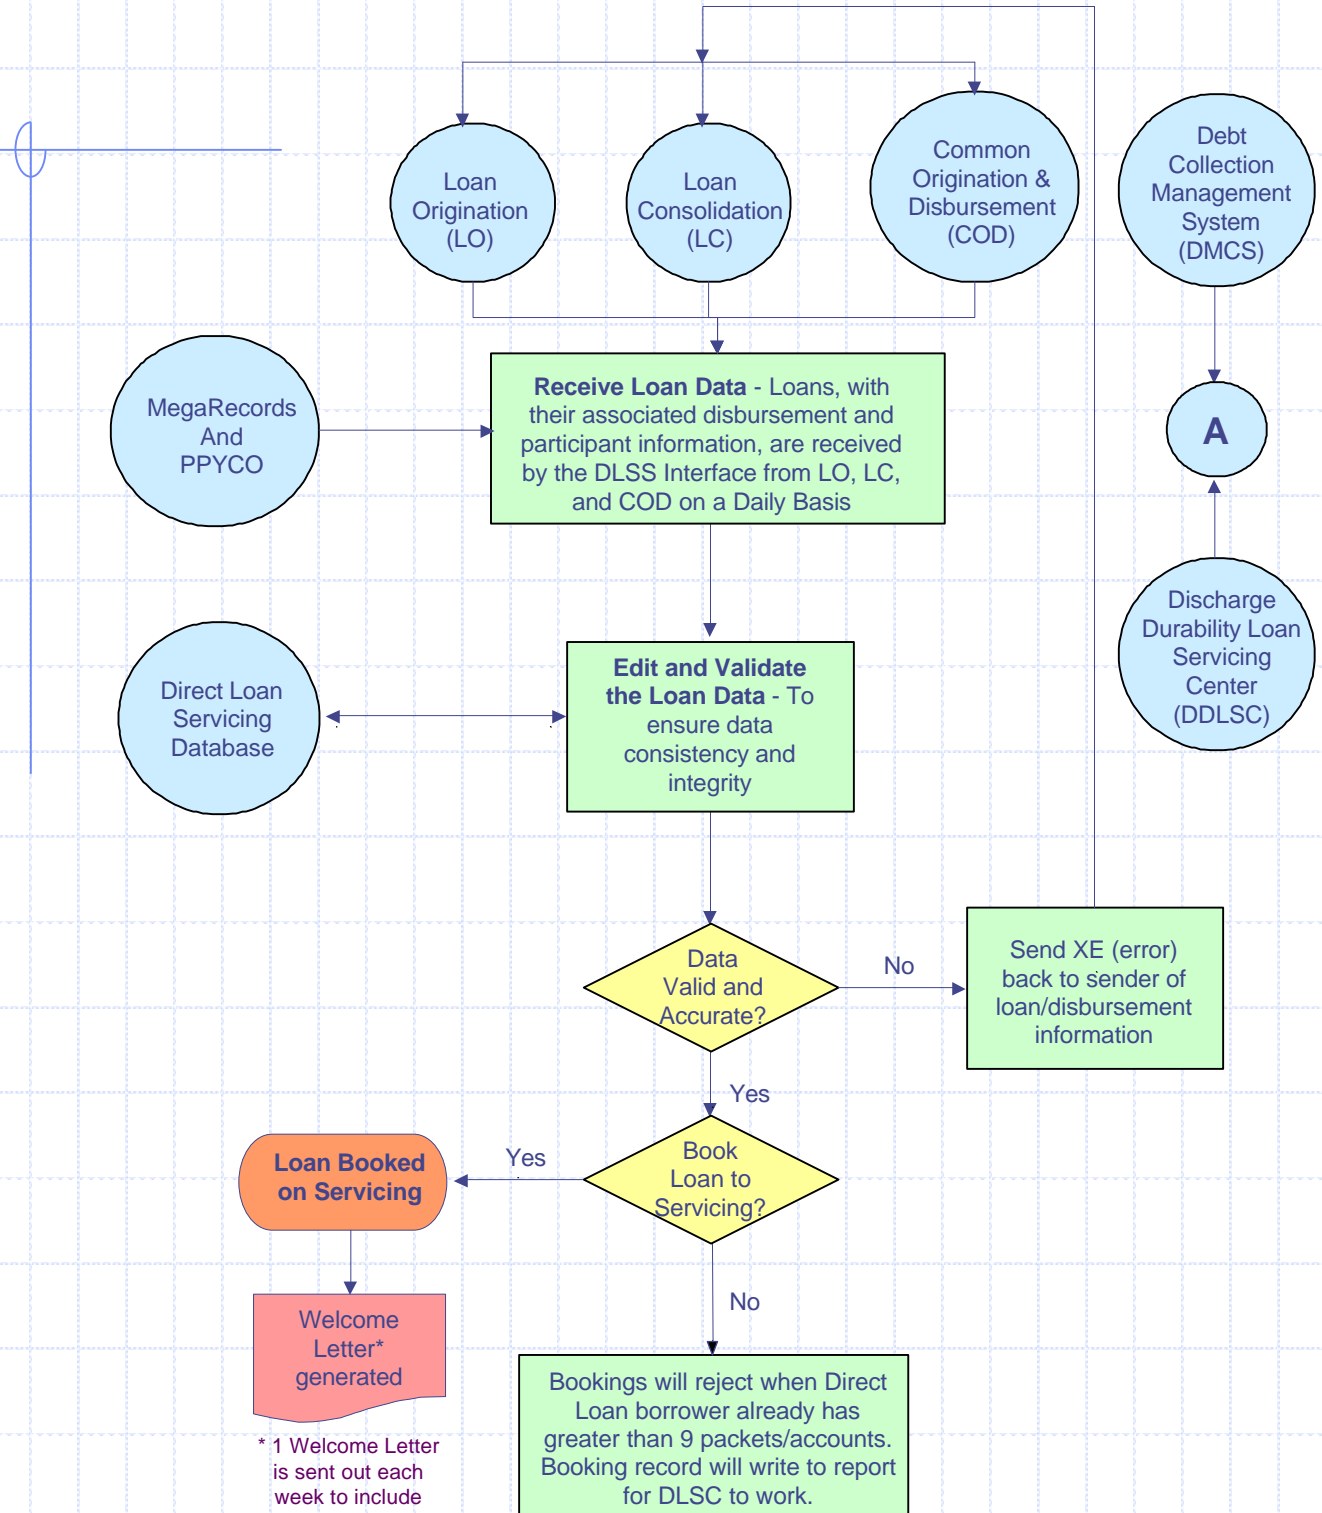 Loan
Origination
(LO)
Loan
Consolidation
(LC)
Common
Origination &
Disbursement
(COD)
Debt
Collection
Management
System
(DMCS)
MegaRecords
And
PPYCO
Receive Loan Data - Loans, with
their associated disbursement and
participant information, are received
by the DLSS Interface from LO, LC,
and COD on a Daily Basis
A
Discharge
Durability Loan
Servicing
Center
(DDLSC)
Direct Loan
Servicing
Database
Edit and Validate
the Loan Data - To
ensure data
consistency and
integrity
Data
Valid and
Accurate?
No
Send XE (error)
back to sender of
loan/disbursement
information
Yes
Book
Loan to
Servicing?
Yes
Loan Booked
on Servicing
No
Welcome
Letter*
generated
* 1 Welcome Letter
is sent out each
week to include
Bookings will reject when Direct
Loan borrower already has
greater than 9 packets/accounts.
Booking record will write to report
for DLSC to work.